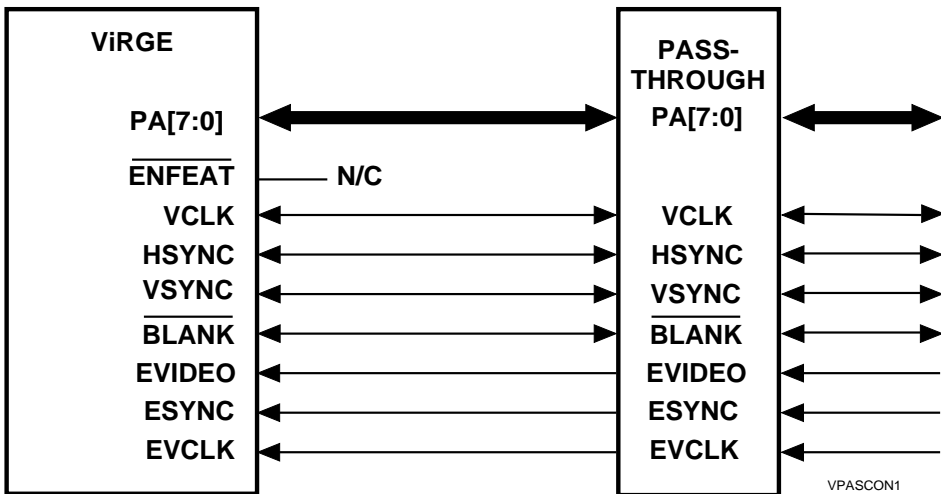 ViRGE
PASS-
THROUGH
PA[7:0]
PA[7:0]
ENFEAT
N/C
VCLK
VCLK
HSYNC
HSYNC
VSYNC
VSYNC
BLANK
BLANK
EVIDEO
EVIDEO
ESYNC
ESYNC
EVCLK
EVCLK
VPASCON1